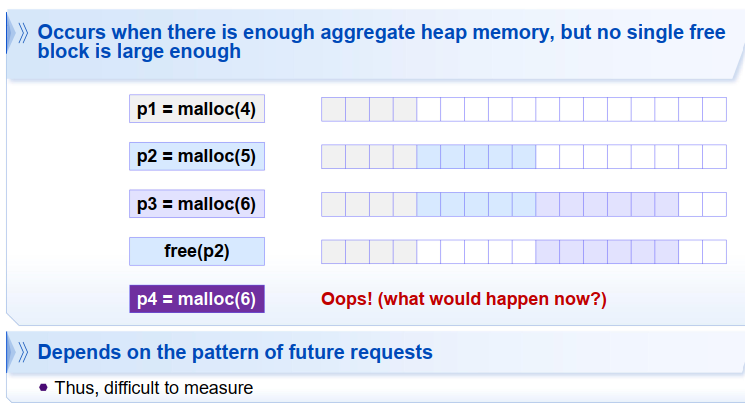 Occurs when there is enough aggregate heap memory, but no single free
block is large enough
p1 = malloc(4)
p2 = malloc(5)
p3 = malloc(6)
free(p2)
p4 = malloc(6)
Oops! (what would happen now?)
Depends on the pattern of future requests
Thus, difficult to measure